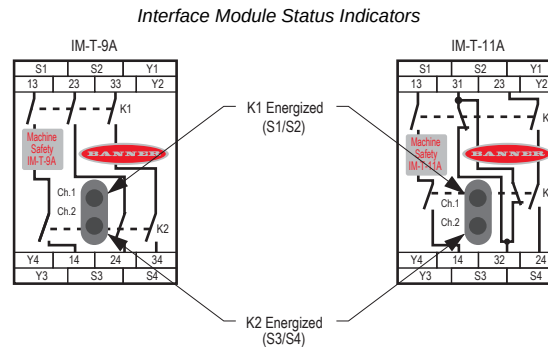 Interface Module Status Indicators
IM-T-9A
S1 S2 Y1
13 23 33 Y2
K1
Machine
Safety
IM-T-9A
BANNER
Ch.1
Ch.2
K2
Y4 14 24 34
Y3 S3 S4
K1 Energized
(S1/S2)
K2 Energized
(S3/S4)
IM-T-11A
S1 S2 Y1
13 31 23 Y2
K
Machine
Safety
IM-T-11A
BANNER
K
Ch.1
Ch.2
Y4 14 32 24
Y3 S3 S4